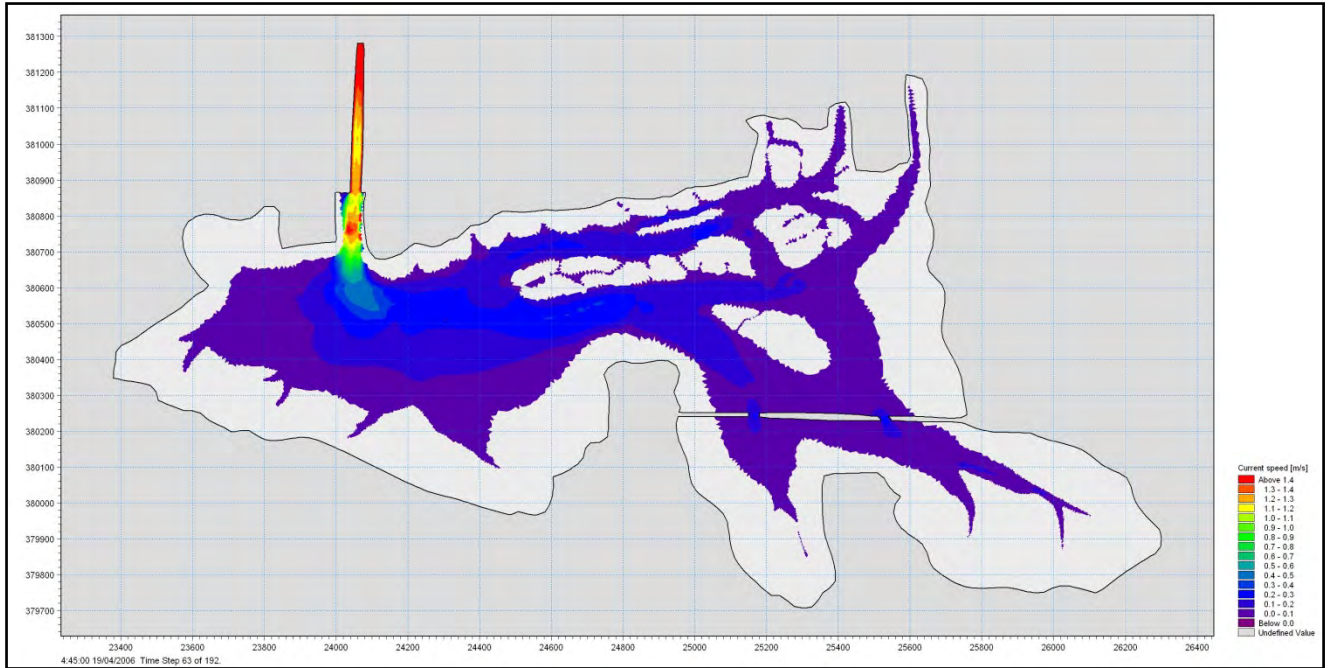 381300
381200
381100
381000
380900
380800
380700
380600
380500
380400
380300
380200
380100
380000
379900
379800
379700
23400 23600 23800 24000 24200 24400 24600 24800 25000 25200 25400 25600 25800 26000 26200 26400
4:45:00 19/04/2006 Time Step 63 of 192.
Current speed [m/s]
Above 1.4
1.3 - 1.4
1.2 - 1.3
1.1 - 1.2
1.0 - 1.1
0.9 - 1.0
0.8 - 0.9
0.7 - 0.8
0.6 - 0.7
0.5 - 0.6
0.4 - 0.5
0.3 - 0.4
0.2 - 0.3
0.1 - 0.2
0.0 - 0.1
Below 0.0
Undefined Value